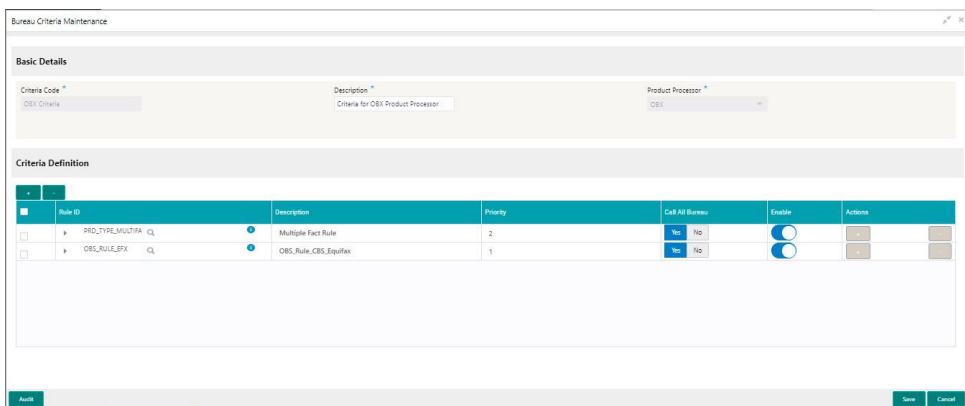 Bureau Criteria Maintenance
Basic Details
Criteria Code * Description * Product Processor *
OBX Criteria Criteria for OBX Product Processor OBX
Criteria Definition
+ -
Rule ID Description Priority Call All Bureau Enable Actions
PRD_TYPE_MULTIFA Multiple Fact Rule 2 Yes No + -
OBS_RULE_EFX OBS_Rule_CBS_Equifax 1 Yes No + -
Audit Save Cancel